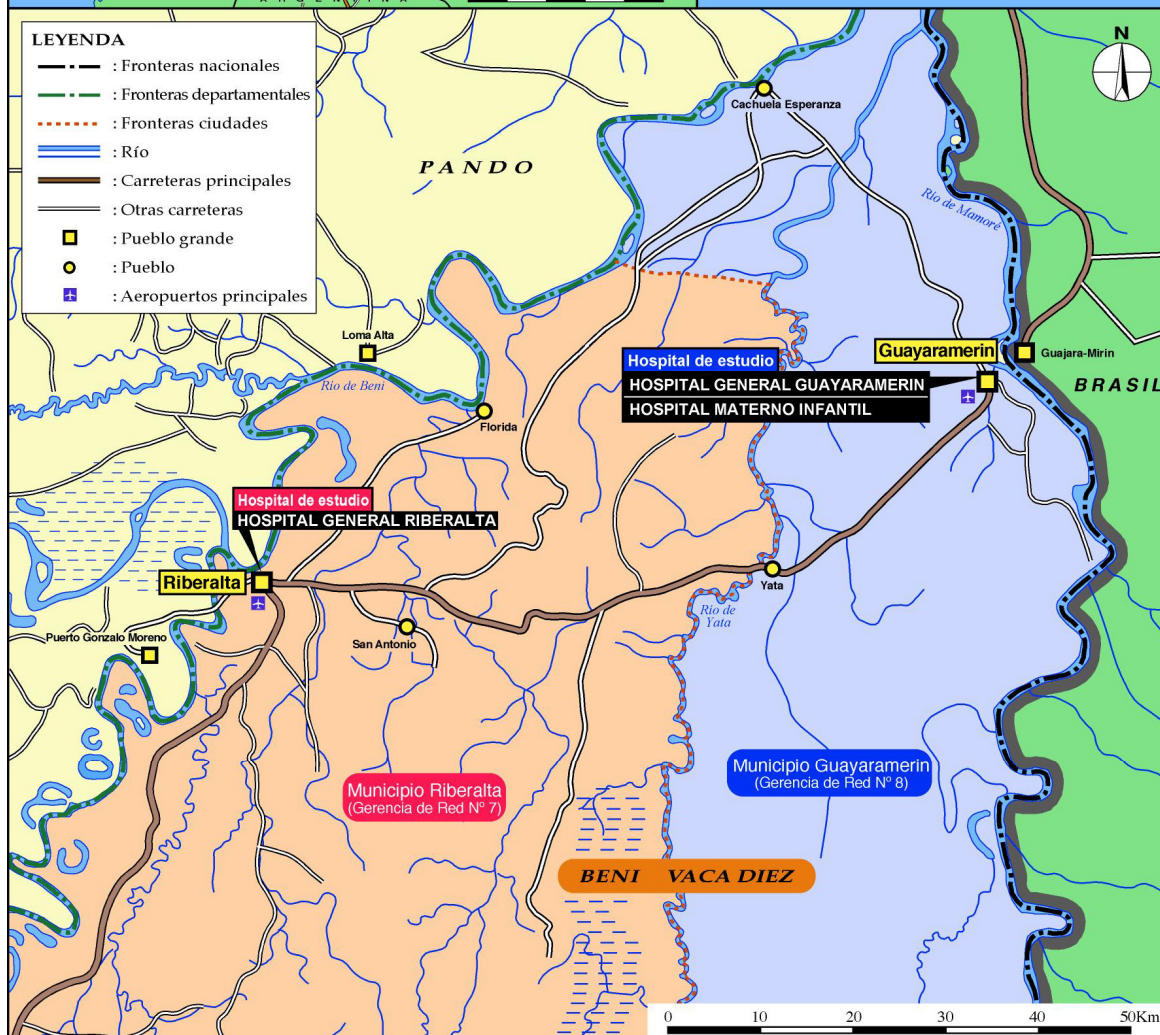 ARGENTINA
LEYENDA
: Fronteras nacionales
: Fronteras departamentales
: Fronteras ciudades
: Río
: Carreteras principales
: Otras carreteras
: Pueblo grande
: Pueblo
: Aeropuertos principales
N
Cachuela Esperanza
PANDO
Río de Mamoré
Loma Alta
Río de Beni
Florida
Hospital de estudio
HOSPITAL GENERAL GUAYARAMERIN
HOSPITAL MATERNO INFANTIL
Guayaramerin
Guajara-Mirin
BRASIL
Hospital de estudio
HOSPITAL GENERAL RIBERALTA
Riberalta
Yata
Río de
Yata
San Antonio
Puerto Gonzalo Moreno
Municipio Riberalta
(Gerencia de Red Nº 7)
Municipio Guayaramerin
(Gerencia de Red Nº 8)
BENI VACA DIEZ
0 10 20 30 40 50Km